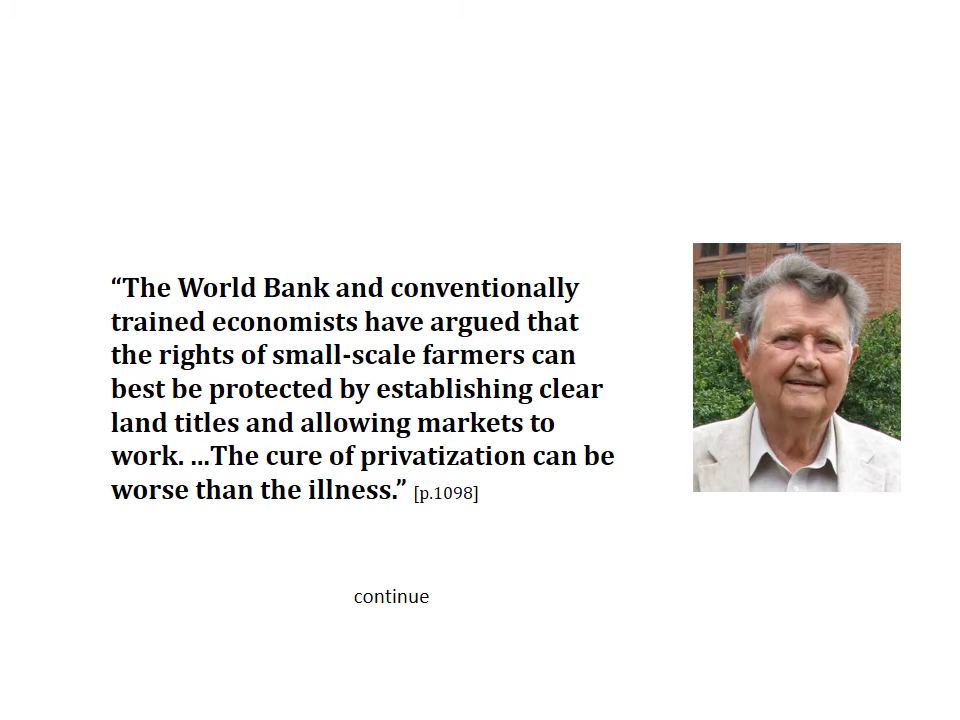 “The World Bank and conventionally
trained economists have argued that
the rights of small-scale farmers can
best be protected by establishing clear
land titles and allowing markets to
work. …The cure of privatization can be
worse than the illness.” [p.1098]
continue